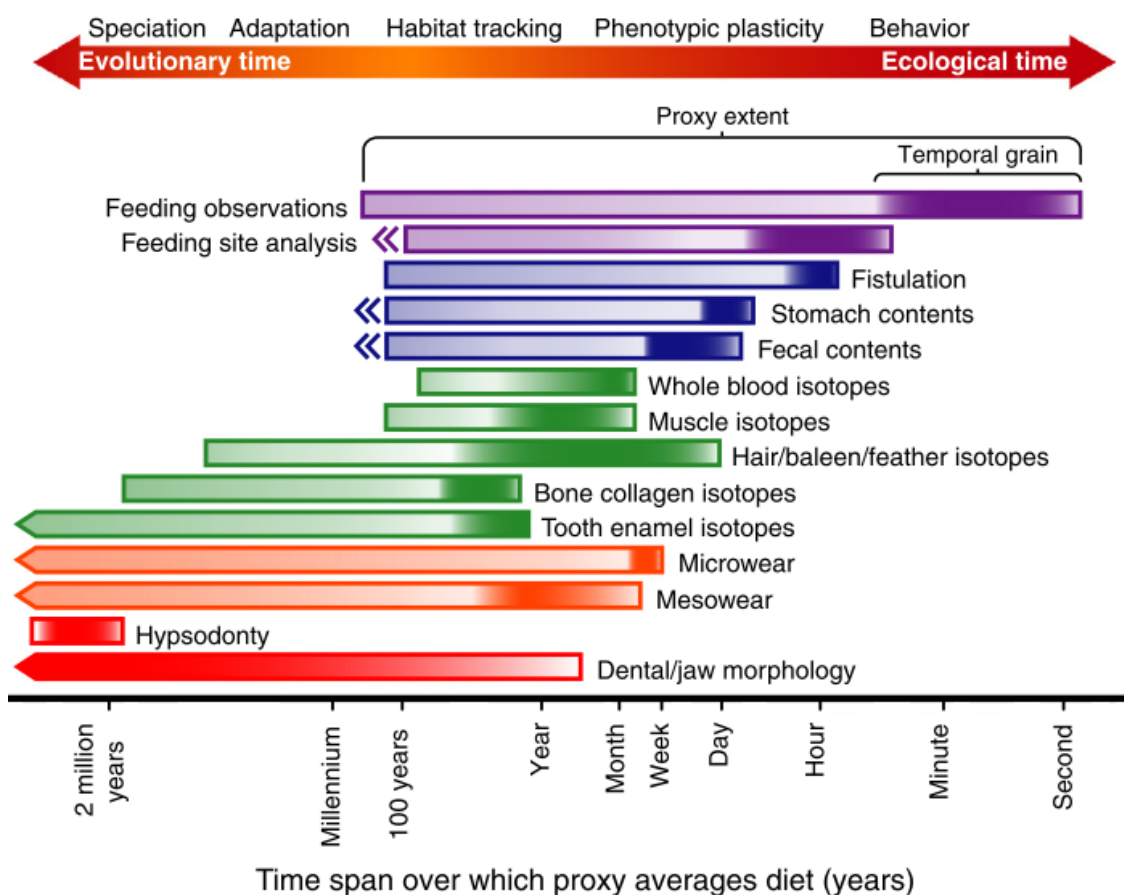 Speciation Adaptation Habitat tracking Phenotypic plasticity Behavior
Evolutionary time Ecological time
Proxy extent
Temporal grain
Feeding observations
Feeding site analysis
Fistulation
Stomach contents
Fecal contents
Whole blood isotopes
Muscle isotopes
Hair/baleen/feather isotopes
Bone collagen isotopes
Tooth enamel isotopes
Microwear
Mesowear
Hypsodonty
Dental/jaw morphology
2 million
years
Millennium
100 years
Year
Month
Week
Day
Hour
Minute
Second
Time span over which proxy averages diet (years)